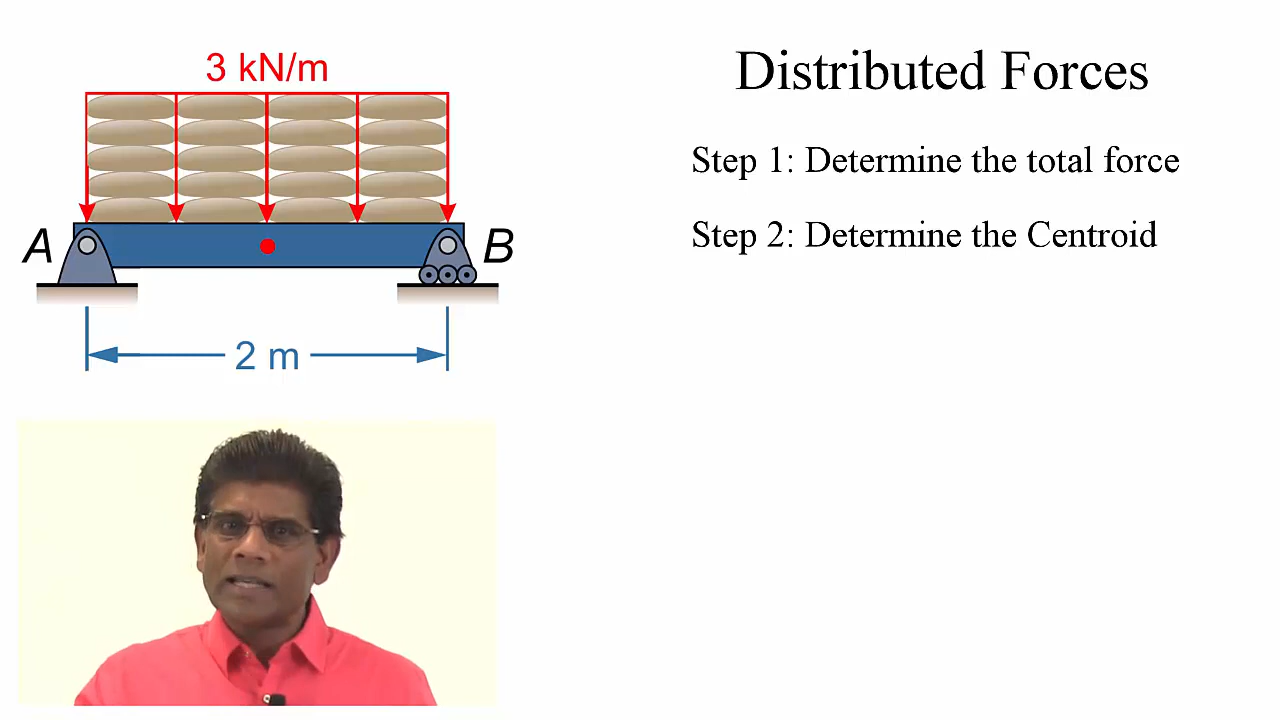 3 kN/m
Distributed Forces
Step 1: Determine the total force
Step 2: Determine the Centroid
A
B
2 m